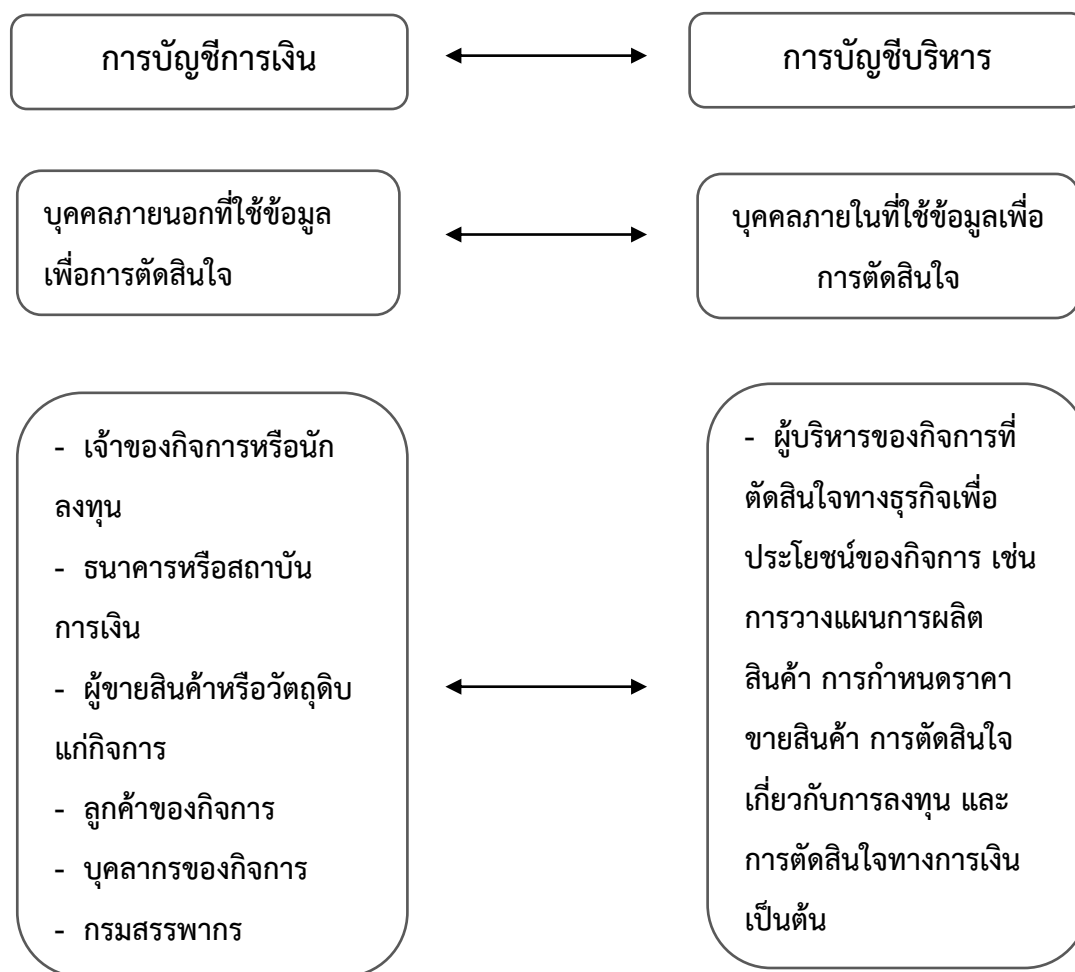 การบัญชีการเงิน
การบัญชีบริหาร
บุคคลภายนอกที่ใช้ข้อมูล
เพื่อการตัดสินใจ
บุคคลภายในที่ใช้ข้อมูลเพื่อ
การตัดสินใจ
- เจ้าของกิจการหรือนัก
ลงทุน
- ธนาคารหรือสถาบัน
การเงิน
- ผู้ขายสินค้าหรือวัตถุดิบ
แก่กิจการ
- ลูกค้าของกิจการ
- บุคลากรของกิจการ
- กรมสรรพากร
- ผู้บริหารของกิจการที่
ตัดสินใจทางธุรกิจเพื่อ
ประโยชน์ของกิจการ เช่น
การวางแผนการผลิต
สินค้า การกำหนดราคา
ขายสินค้า การตัดสินใจ
เกี่ยวกับการลงทุน และ
การตัดสินใจทางการเงิน
เป็นต้น